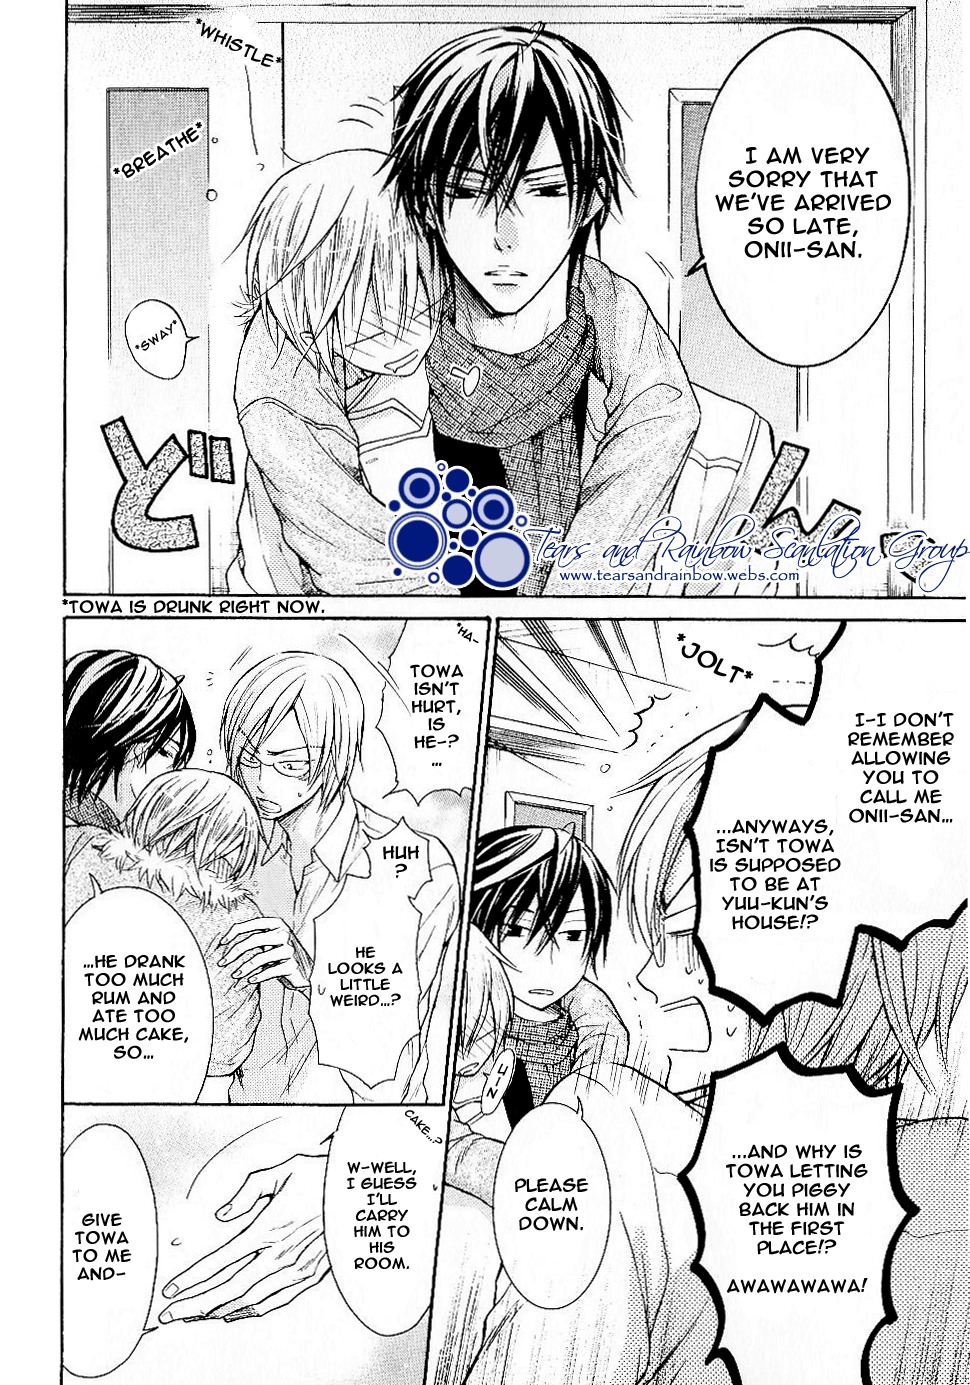 *WHISTLE*
*BREATHE*
I AM VERY
SORRY THAT
WE'VE ARRIVED
SO LATE,
ONII-SAN.
*SWAY*
どんっ
Tears and Rainbow Scanlation Group
www.tearsandrainbow.webs.com
*TOWA IS DRUNK RIGHT NOW.
*JOLT*
I-I DON'T
REMEMBER
ALLOWING
YOU TO
CALL ME
ONII-SAN...
...ANYWAYS,
ISN'T TOWA
IS SUPPOSED
TO BE AT
YUU-KUN'S
HOUSE!?
...AND WHY IS
TOWA LETTING
YOU PIGGY
BACK HIM IN
THE FIRST
PLACE!?
AWAWAWAWA!
HIN
PLEASE
CALM
DOWN.
*HA-
TOWA
ISN'T
HURT,
IS
HE-?
...
HUH
?
HE
LOOKS A
LITTLE
WEIRD...?
...HE DRANK
TOO MUCH
RUM AND
ATE TOO
MUCH CAKE,
SO...
CAKE...?
W-WELL,
I GUESS
I'LL
CARRY
HIM TO
HIS
ROOM.
GIVE
TOWA
TO ME
AND-